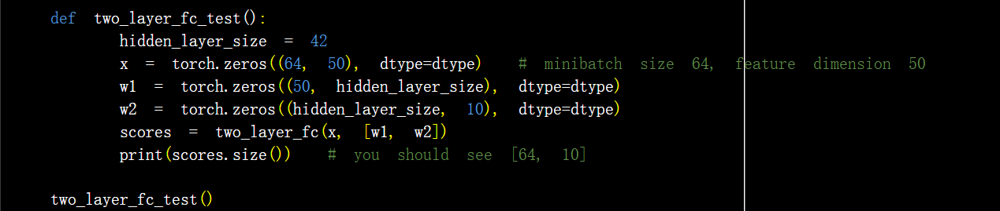 def two_layer_fc_test():
hidden_layer_size = 42
x = torch.zeros((64, 50), dtype=dtype) # minibatch size 64, feature dimension 50
w1 = torch.zeros((50, hidden_layer_size), dtype=dtype)
w2 = torch.zeros((hidden_layer_size, 10), dtype=dtype)
scores = two_layer_fc(x, [w1, w2])
print(scores.size()) # you should see [64, 10]
two_layer_fc_test()